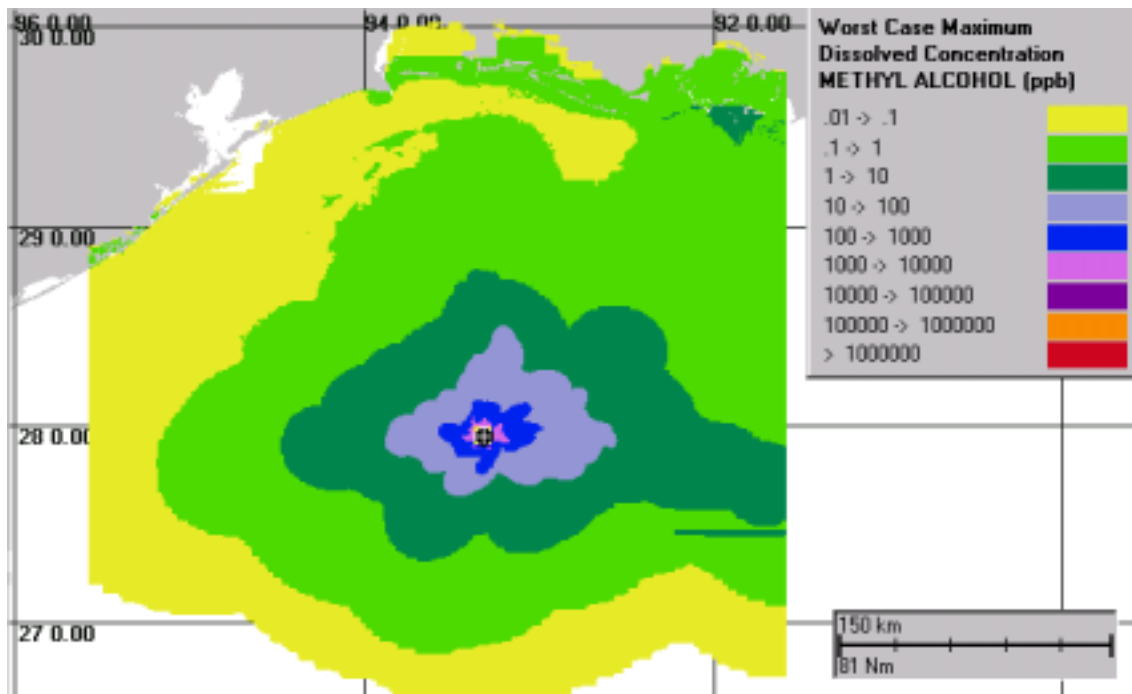 96 0.00
94 0.00
92 0.00
30 0.00
29 0.00
28 0.00
27 0.00
Worst Case Maximum
Dissolved Concentration
METHYL ALCOHOL (ppb)
.01 -> .1
.1 -> 1
1 -> 10
10 -> 100
100 -> 1000
1000 -> 10000
10000 -> 100000
100000 -> 1000000
> 1000000
150 km
81 Nm